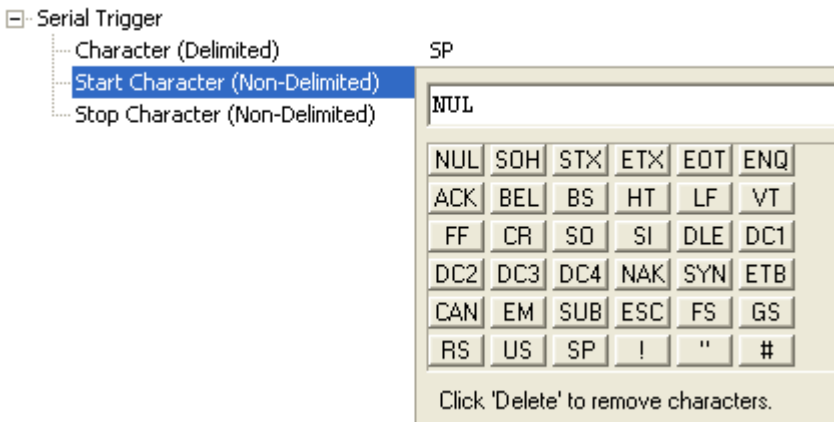 Serial Trigger
Character (Delimited) SP
Start Character (Non-Delimited)
Stop Character (Non-Delimited)
NUL
NUL SOH STX ETX EOT ENQ
ACK BEL BS HT LF VT
FF CR SO SI DLE DC1
DC2 DC3 DC4 NAK SYN ETB
CAN EM SUB ESC FS GS
RS US SP ! " #
Click 'Delete' to remove characters.